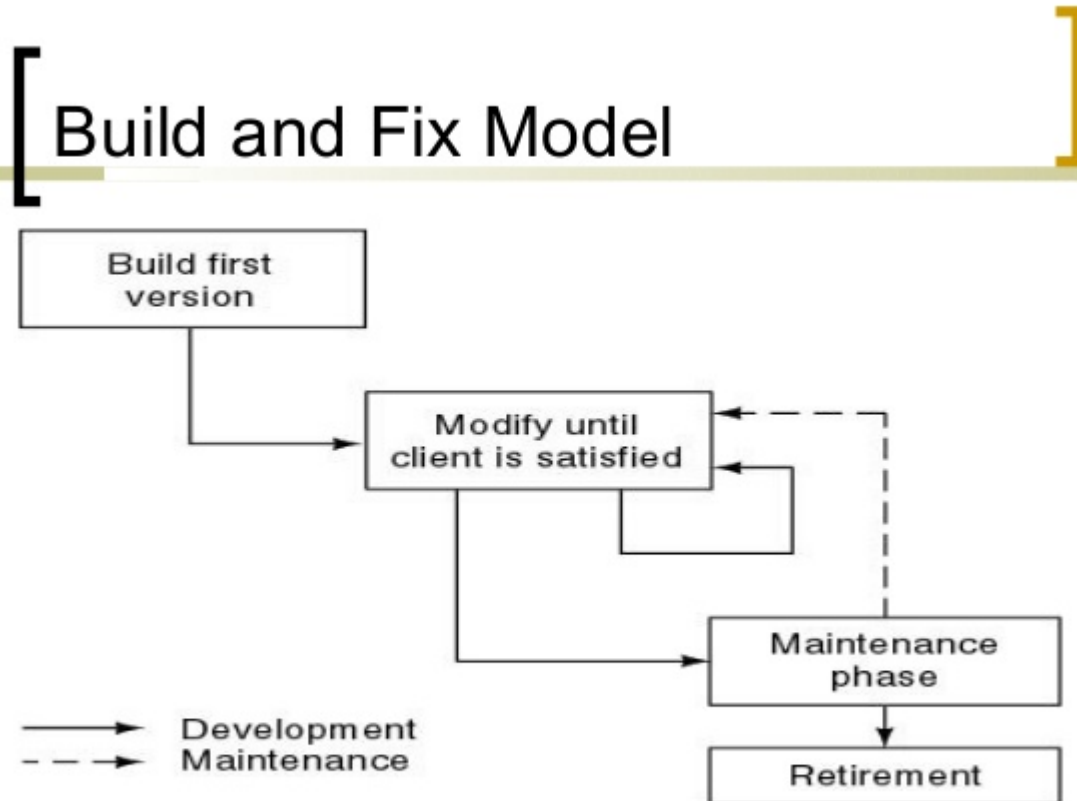 Build and Fix Model
Build first
version
Modify until
client is satisfied
Maintenance
phase
Development
Maintenance
Retirement